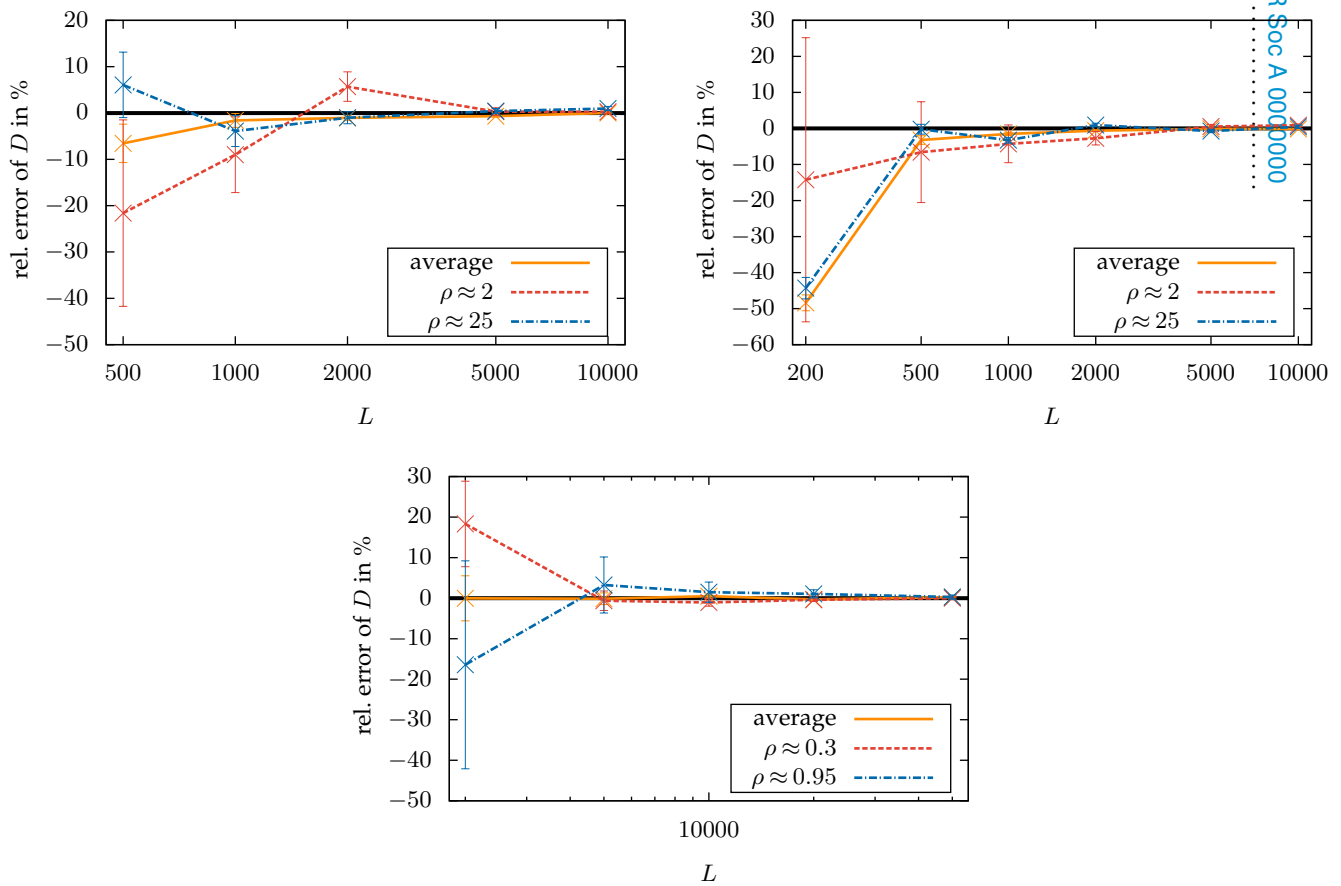 20
10
0
−10
−20
−30
−40
−50
rel. error of D in %
500 1000 2000 5000 10000
L
average
ρ ≈ 2
ρ ≈ 25
30
20
10
0
−10
−20
−30
−40
−50
−60
rel. error of D in %
200 500 1000 2000 5000 10000
L
average
ρ ≈ 2
ρ ≈ 25
R Soc A 0000000
30
20
10
0
−10
−20
−30
−40
−50
rel. error of D in %
10000
L
average
ρ ≈ 0.3
ρ ≈ 0.95